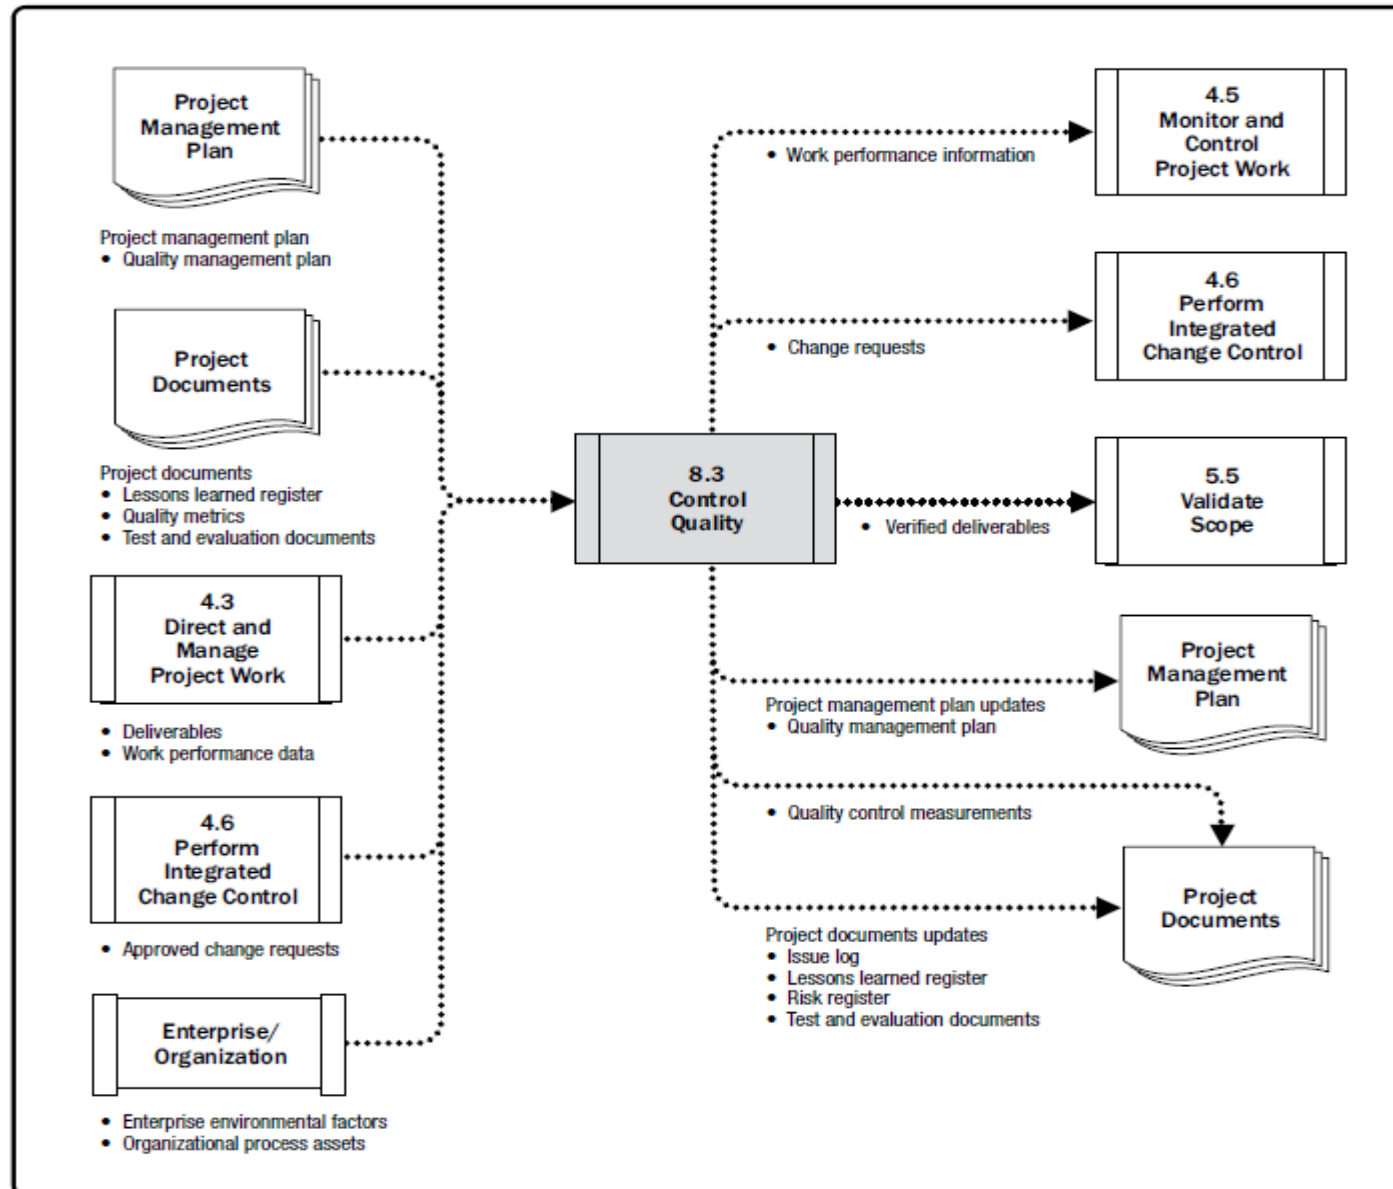 Project
Management
Plan
Project management plan
• Quality management plan
Project
Documents
Project documents
• Lessons learned register
• Quality metrics
• Test and evaluation documents
4.3
Direct and
Manage
Project Work
• Deliverables
• Work performance data
4.6
Perform
Integrated
Change Control
• Approved change requests
Enterprise/
Organization
• Enterprise environmental factors
• Organizational process assets
8.3
Control
Quality
• Work performance information
4.5
Monitor and
Control
Project Work
• Change requests
4.6
Perform
Integrated
Change Control
• Verified deliverables
5.5
Validate
Scope
Project management plan updates
• Quality management plan
Project
Management
Plan
• Quality control measurements
Project documents updates
• Issue log
• Lessons learned register
• Risk register
• Test and evaluation documents
Project
Documents